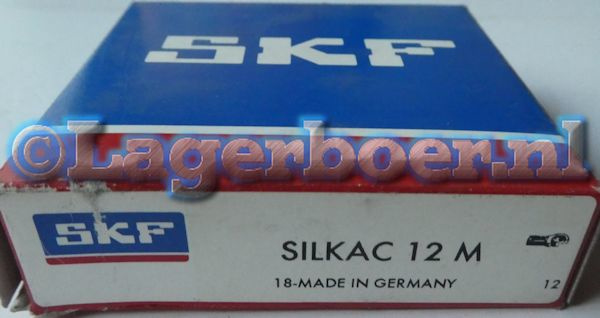 SKF
©Lagerboer.nl
SKF
SILKAC 12 M
18-MADE IN GERMANY
12